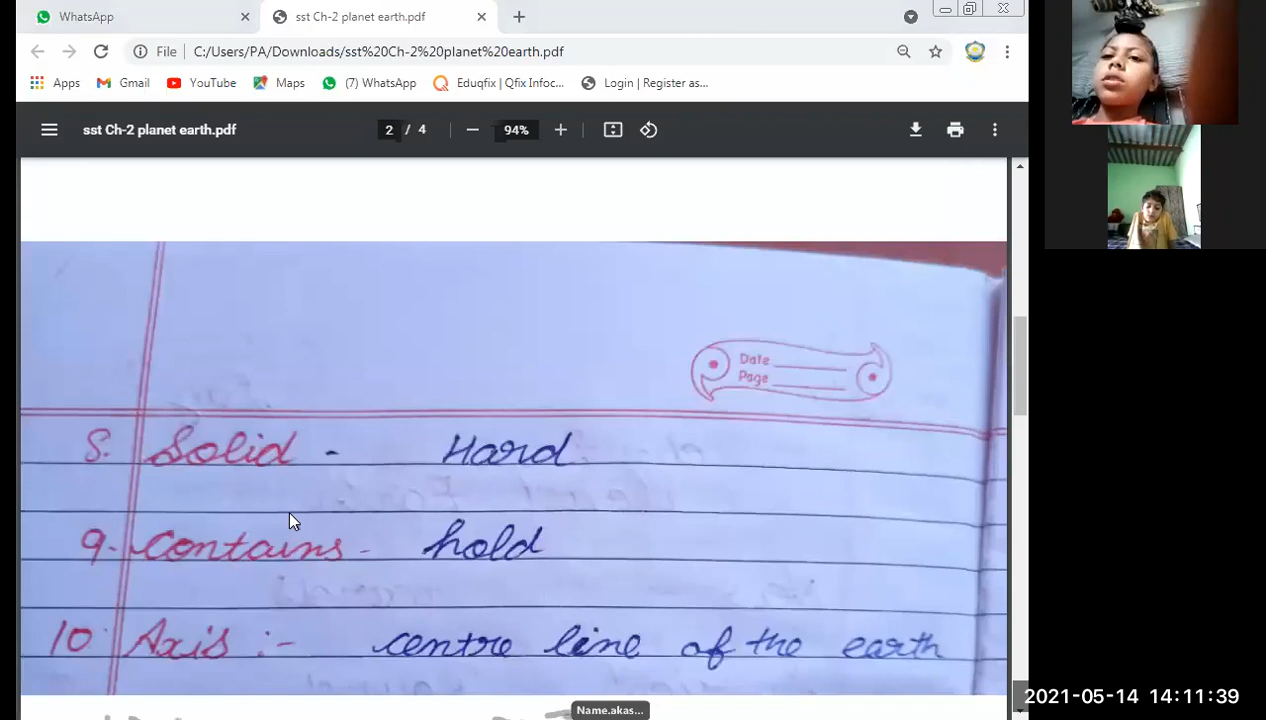 WhatsApp
sst Ch-2 planet earth.pdf
File C:/Users/PA/Downloads/sst%20Ch-2%20planet%20earth.pdf
Apps Gmail YouTube Maps (7) WhatsApp Eduqfix | Qfix Infoc... Login | Register as...
sst Ch-2 planet earth.pdf 2 / 4 94%
Date
Page
8. Solid - Hard
9. Contains - hold
10. Axis :- centre line of the earth
Name.akas...
2021-05-14 14:11:39